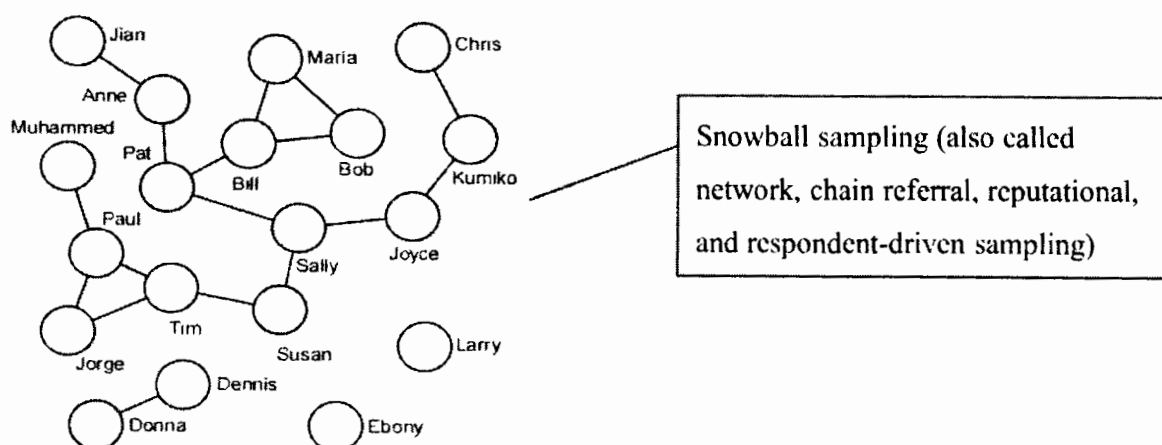 Jian
Maria
Chris
Anne
Muhammed
Pat
Bill
Bob
Kumiko
Paul
Sally
Joyce
Tim
Susan
Larry
Jorge
Dennis
Donna
Ebony
Snowball sampling (also called
network, chain referral, reputational,
and respondent-driven sampling)